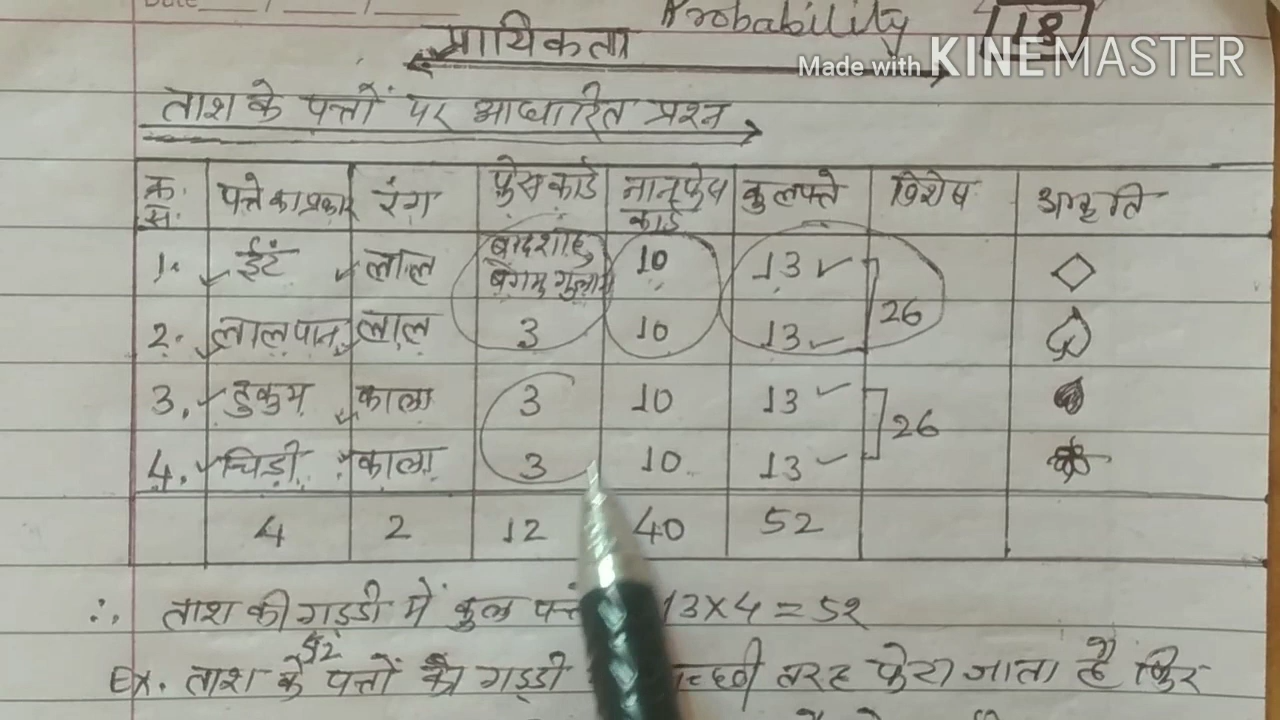 Date
Probability 18
प्रायिकता
Made with KINEMASTER
ताश के पत्तों पर आधारित प्रश्न
क्र. सं. पत्ते का प्रकार रंग फ़ेस कार्ड नान फेस कार्ड कुल पत्ते विशेष आकृति
1. ईंट लाल बादशाह बेगम गुलाम 10 13
2. लाल पान लाल 3 10 13 26
3. हुकुम काला 3 10 13
4. चिड़ी काला 3 10 13 26
4 2 12 40 52
∴ ताश की गड्डी में कुल पत्ते 13×4=52
52
Ex. ताश के पत्तों की गड्डी तरह फेटा जाता है फिर